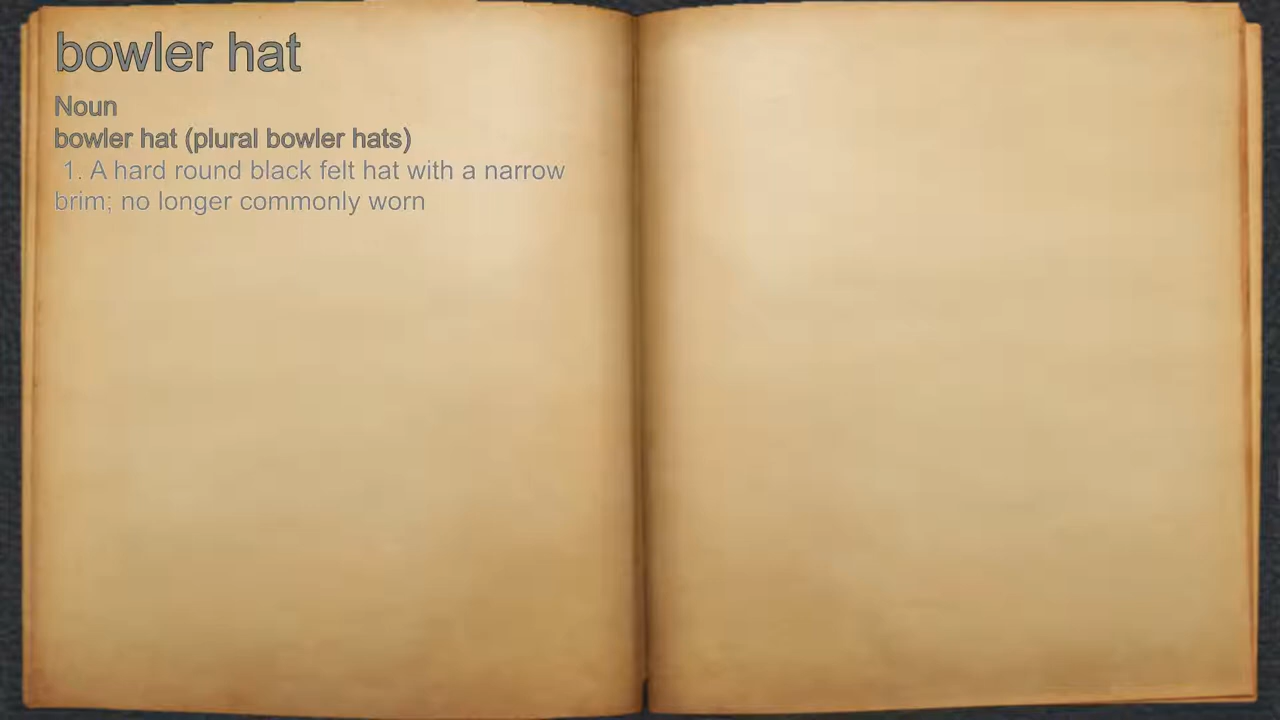 bowler hat
Noun
bowler hat (plural bowler hats)
1. A hard round black felt hat with a narrow
brim; no longer commonly worn